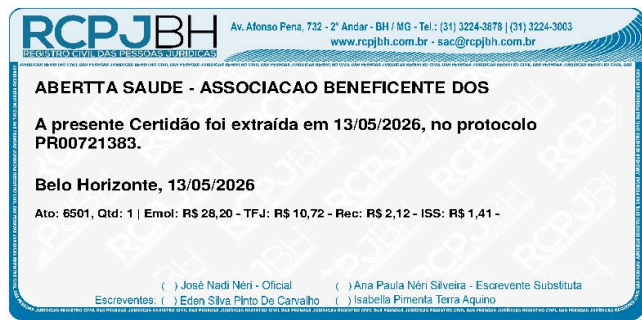 RCPJBH
REGISTRO CIVIL DAS PESSOAS JURÍDICAS
Av. Afonso Pena, 732 - 2° Andar - BH / MG - Tel.: (31) 3224-3878 | (31) 3224-3003
www.rcpjbh.com.br - sac@rcpjbh.com.br
ABERTTA SAUDE - ASSOCIACAO BENEFICENTE DOS
A presente Certidão foi extraída em 13/05/2026, no protocolo
PR00721383.
Belo Horizonte, 13/05/2026
Ato: 6501, Qtd: 1 | Emol: R$ 28,20 - TFJ: R$ 10,72 - Rec: R$ 2,12 - ISS: R$ 1,41 -
( ) José Nadi Néri - Oficial ( ) Ana Paula Néri Silveira - Escrevente Substituta
Escreventes: ( ) Eden Silva Pinto De Carvalho ( ) Isabella Pimenta Terra Aquino